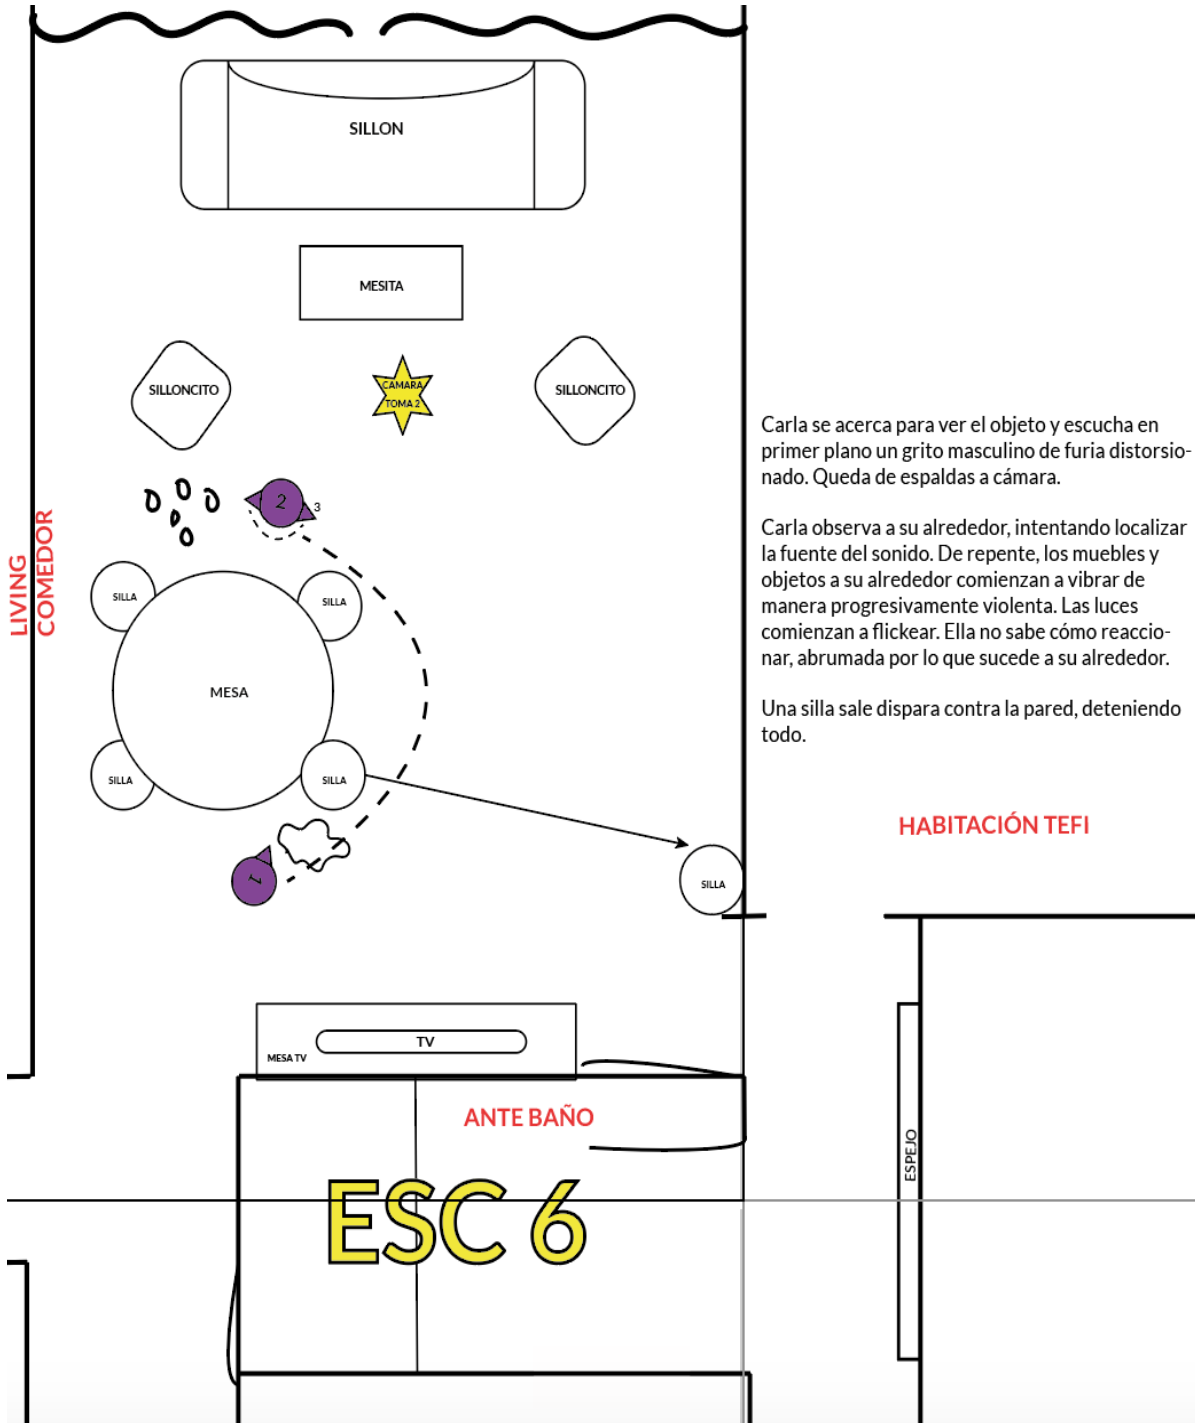 SILLON
MESITA
SILLONCITO
CAMARA
TOMA 2
SILLONCITO
2
3
LIVING
COMEDOR
SILLA
SILLA
MESA
SILLA
SILLA
1
SILLA
Carla se acerca para ver el objeto y escucha en
primer plano un grito masculino de furia distorsio-
nado. Queda de espaldas a cámara.
Carla observa a su alrededor, intentando localizar
la fuente del sonido. De repente, los muebles y
objetos a su alrededor comienzan a vibrar de
manera progresivamente violenta. Las luces
comienzan a flickear. Ella no sabe cómo reaccio-
nar, abrumada por lo que sucede a su alrededor.
Una silla sale dispara contra la pared, deteniendo
todo.
HABITACIÓN TEFI
TV
MESA TV
ANTE BAÑO
ESPEJO
ESC 6